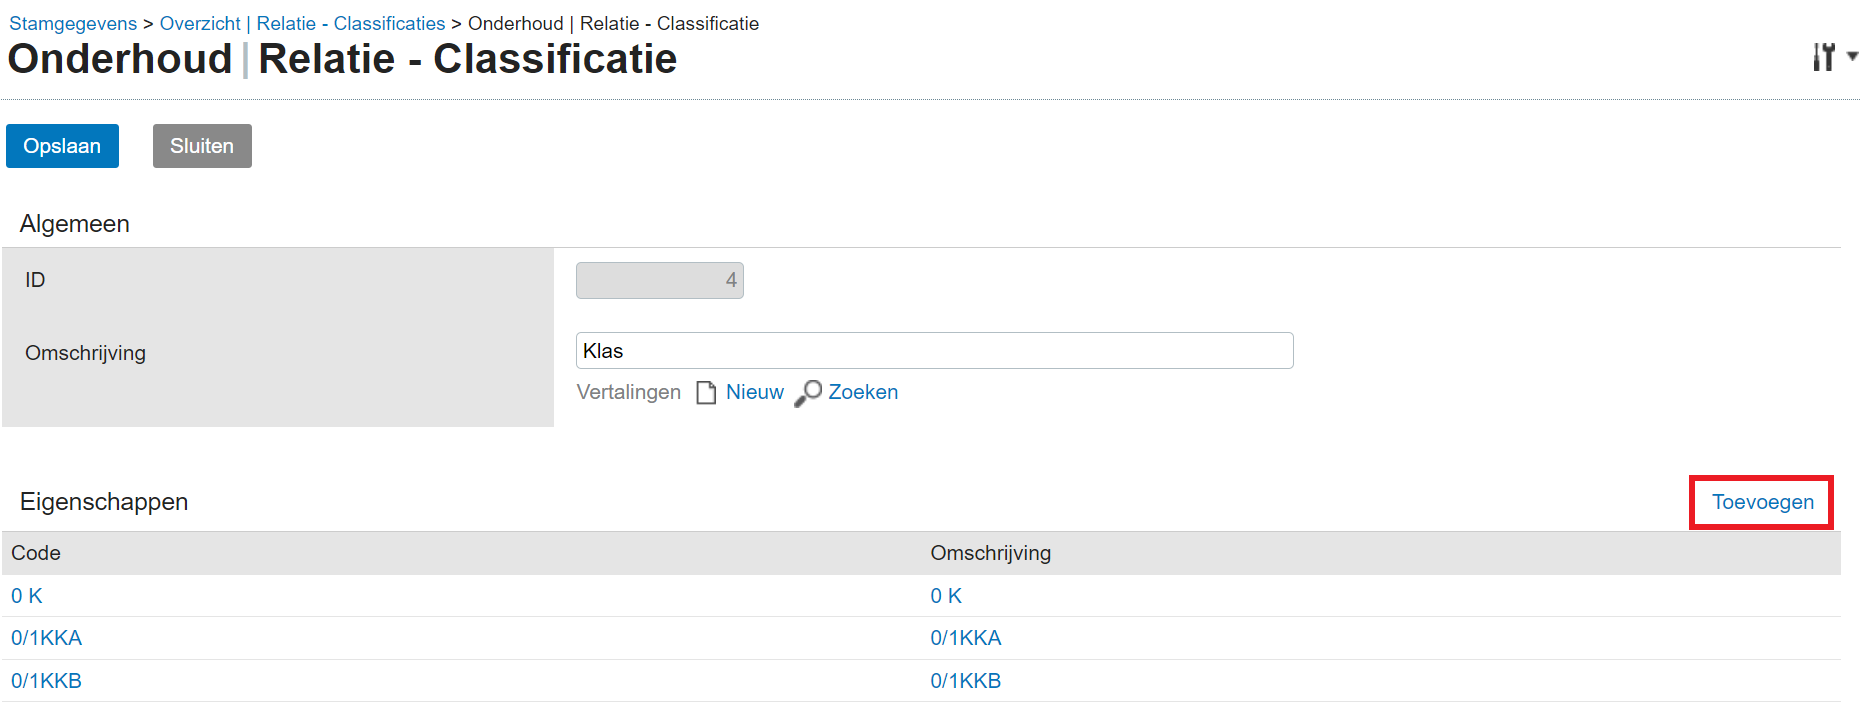 Stamgegevens > Overzicht | Relatie - Classificaties > Onderhoud | Relatie - Classificatie
Onderhoud | Relatie - Classificatie
Opslaan Sluiten
Algemeen
ID 4
Omschrijving Klas
Vertalingen Nieuw Zoeken
Eigenschappen Toevoegen
Code Omschrijving
0 K 0 K
0/1KKA 0/1KKA
0/1KKB 0/1KKB